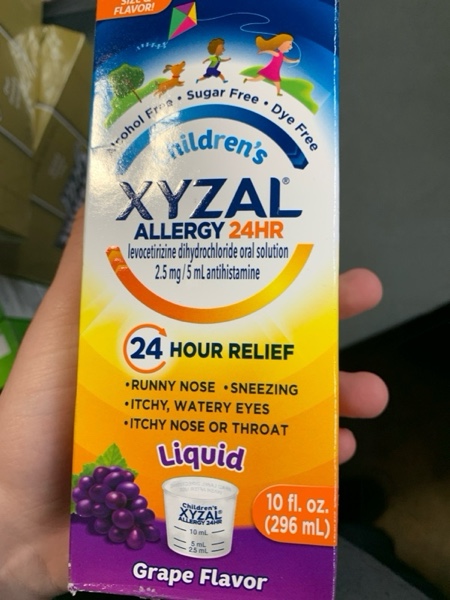 SIZE &
FLAVOR!
Alcohol Free • Sugar Free • Dye Free
Children's
XYZAL®
ALLERGY 24HR
levocetirizine dihydrochloride oral solution
2.5 mg/5 mL antihistamine
24 HOUR RELIEF
•RUNNY NOSE •SNEEZING
•ITCHY, WATERY EYES
•ITCHY NOSE OR THROAT
Liquid
Children's
XYZAL®
ALLERGY 24HR
10 mL
5 mL
2.5 mL
10 fl. oz.
(296 mL)
Grape Flavor